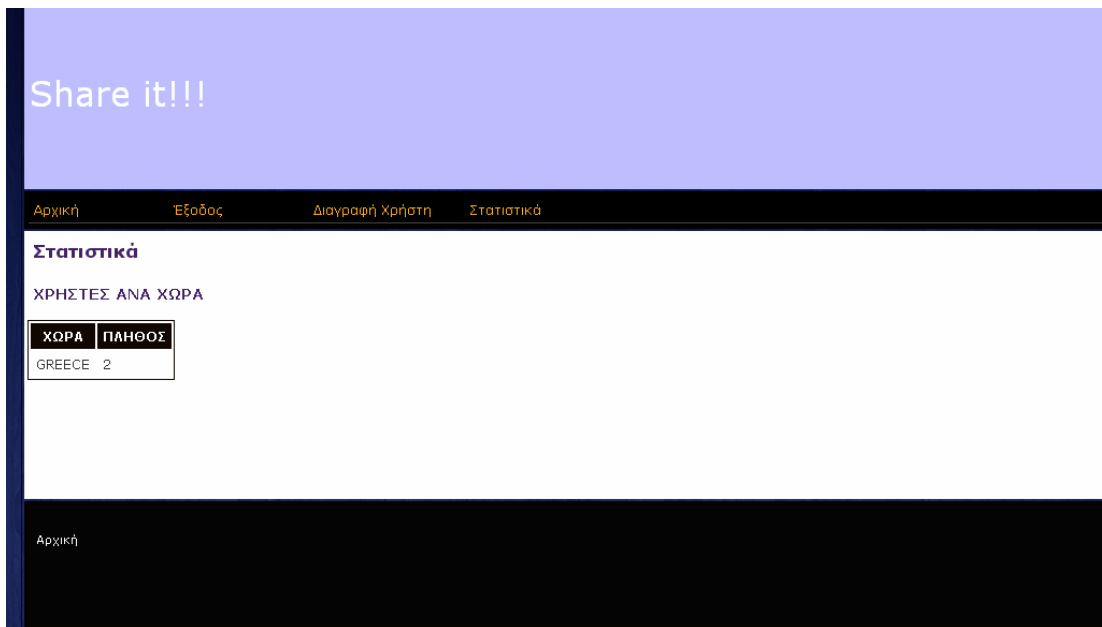 Share it!!!
Αρχική Έξοδος Διαγραφή Χρήστη Στατιστικά
Στατιστικά
ΧΡΗΣΤΕΣ ΑΝΑ ΧΩΡΑ
ΧΩΡΑ ΠΛΗΘΟΣ
GREECE 2
Αρχική